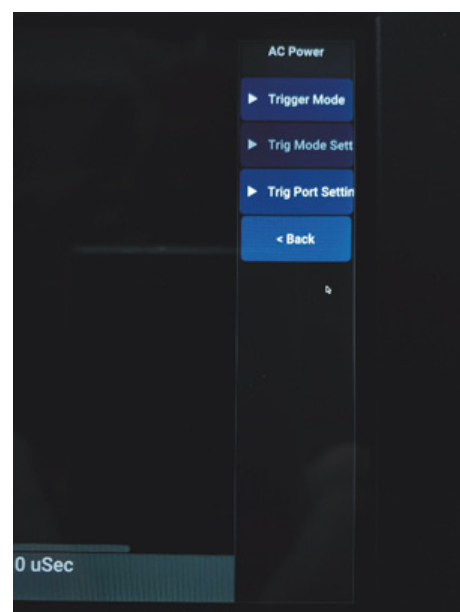 AC Power
Trigger Mode
Trig Mode Sett
Trig Port Settin
< Back
0 uSec